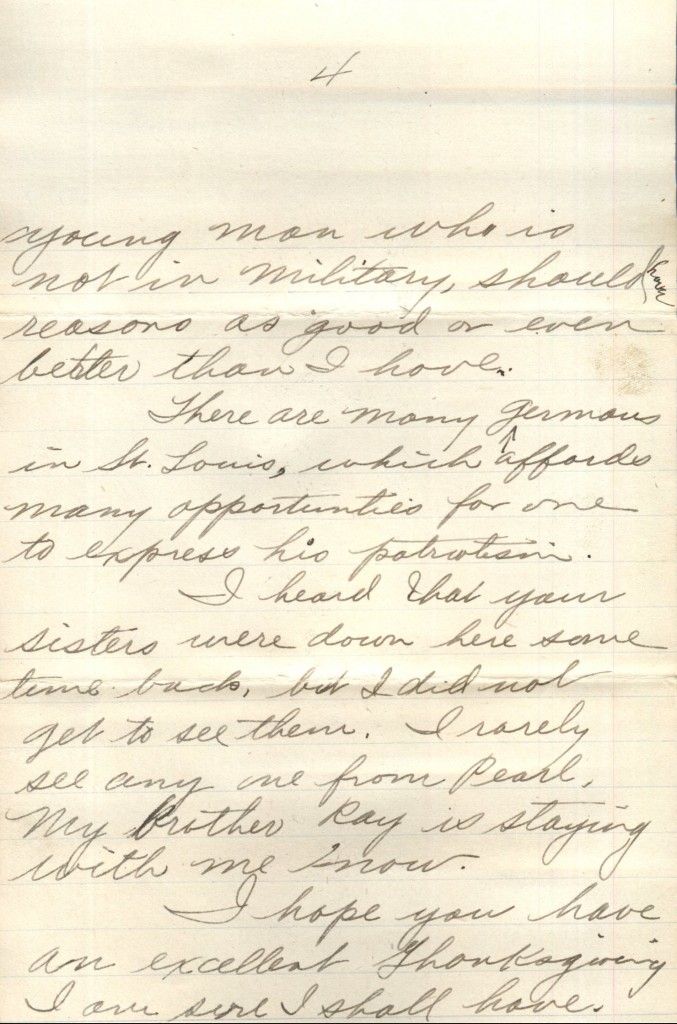 4
young man who is
not in military, should have
reasons as good or even
better than I have.
There are many Germans
in St. Louis, which affords
many opportunities for one
to express his patriotism.
I heard that your
sisters were down here some
time back, but I did not
get to see them. I rarely
see any one from Pearl.
My brother Ray is staying
with me now.
I hope you have
an excellent Thanksgiving
I am sure I shall have.